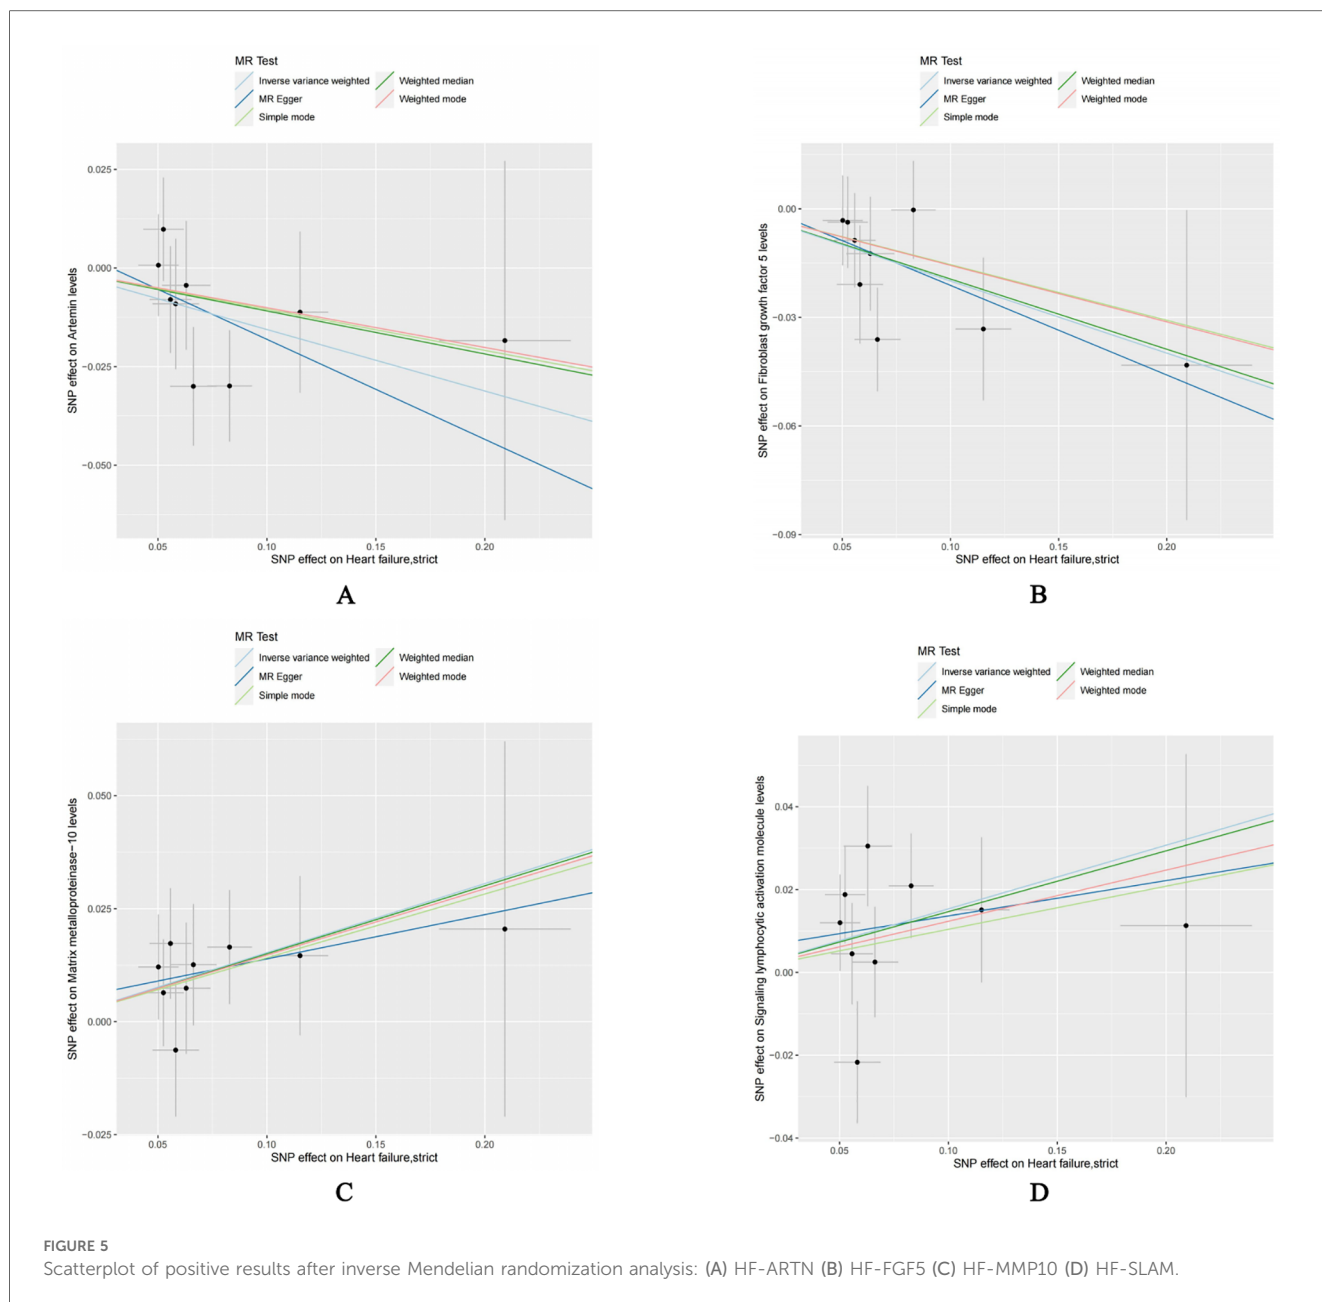 MR Test
Inverse variance weighted
Weighted median
MR Egger
Weighted mode
Simple mode
SNP effect on Artemin levels
0.025
0.000
−0.025
−0.050
0.05
0.10
0.15
0.20
SNP effect on Heart failure,strict
A
MR Test
Inverse variance weighted
Weighted median
MR Egger
Weighted mode
Simple mode
SNP effect on Fibroblast growth factor 5 levels
0.00
−0.03
−0.06
−0.09
0.05
0.10
0.15
0.20
SNP effect on Heart failure,strict
B
MR Test
Inverse variance weighted
Weighted median
MR Egger
Weighted mode
Simple mode
SNP effect on Matrix metalloproteinase−10 levels
0.050
0.025
0.000
−0.025
0.05
0.10
0.15
0.20
SNP effect on Heart failure,strict
C
MR Test
Inverse variance weighted
Weighted median
MR Egger
Weighted mode
Simple mode
SNP effect on Signaling lymphocytic activation molecule levels
0.04
0.02
0.00
−0.02
−0.04
0.05
0.10
0.15
0.20
SNP effect on Heart failure,strict
D
FIGURE 5
Scatterplot of positive results after inverse Mendelian randomization analysis: (A) HF-ARTN (B) HF-FGF5 (C) HF-MMP10 (D) HF-SLAM.